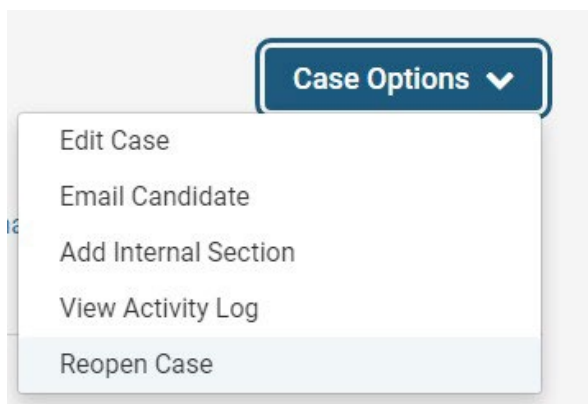 Case Options
Edit Case
Email Candidate
Add Internal Section
View Activity Log
Reopen Case